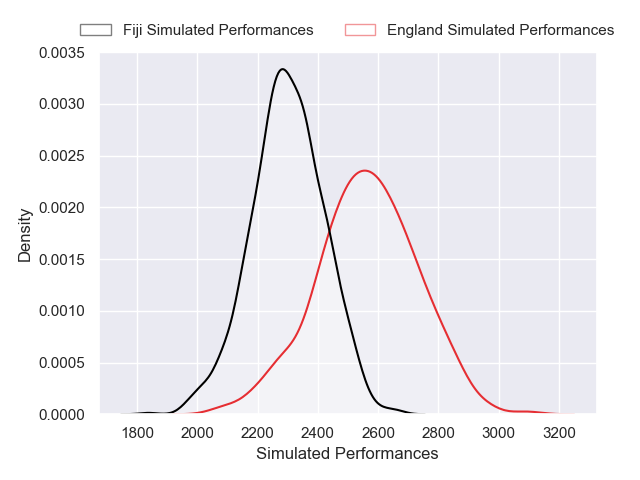 Fiji Simulated Performances England Simulated Performances
0.0035
0.0030
0.0025
0.0020
0.0015
0.0010
0.0005
0.0000
Density
1800 2000 2200 2400 2600 2800 3000 3200
Simulated Performances